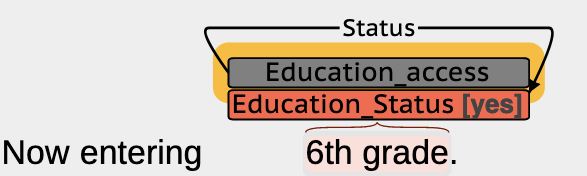 Status
Education_access
Education_Status [yes]
Now entering 6th grade.